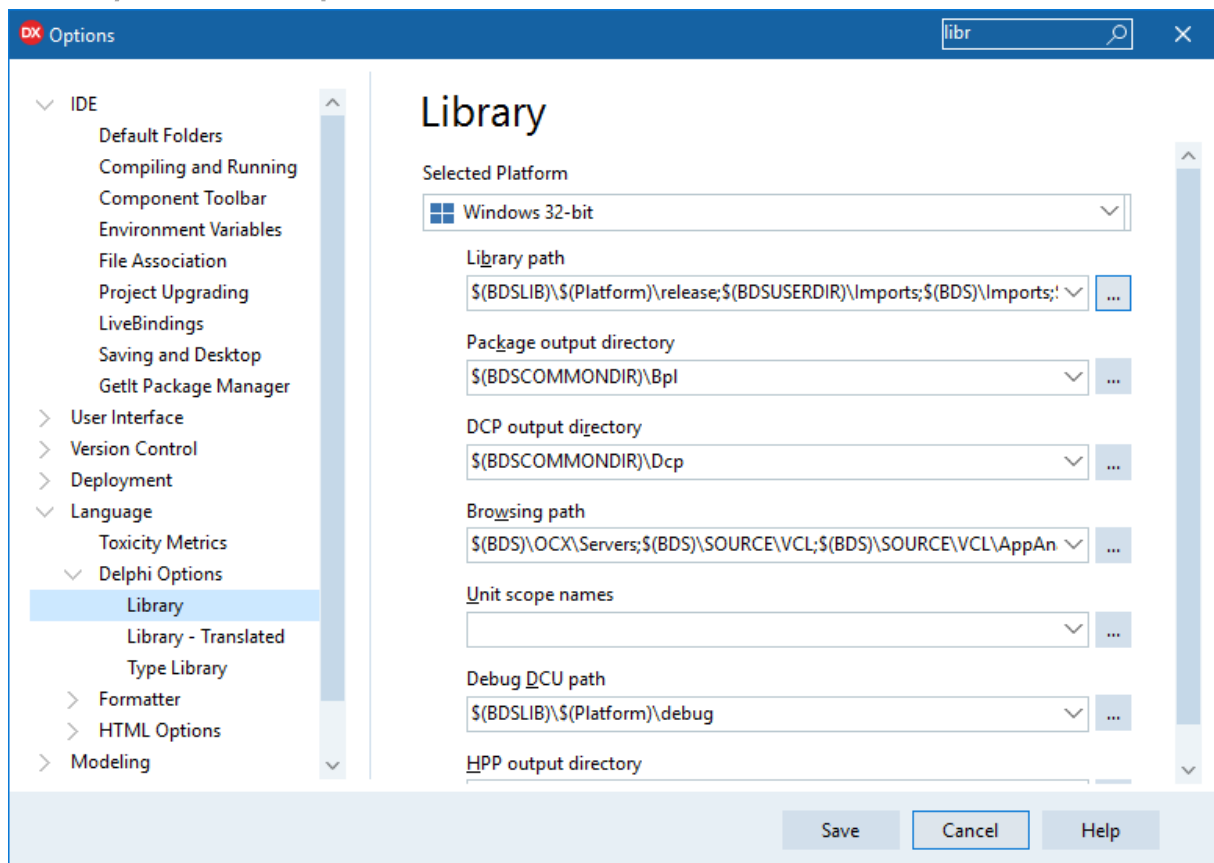 DX Options
libr
IDE
Default Folders
Compiling and Running
Component Toolbar
Environment Variables
File Association
Project Upgrading
LiveBindings
Saving and Desktop
GetIt Package Manager
User Interface
Version Control
Deployment
Language
Toxicity Metrics
Delphi Options
Library
Library - Translated
Type Library
Formatter
HTML Options
Modeling
Library
Selected Platform
Windows 32-bit
Library path
$(BDSLIB)\$(Platform)\release;$(BDSUSERDIR)\Imports;$(BDS)\Imports;
...
Package output directory
$(BDSCOMMONDIR)\Bpl
...
DCP output directory
$(BDSCOMMONDIR)\Dcp
...
Browsing path
$(BDS)\OCX\Servers;$(BDS)\SOURCE\VCL;$(BDS)\SOURCE\VCL\AppAn
...
Unit scope names
...
Debug DCU path
$(BDSLIB)\$(Platform)\debug
...
HPP output directory
Save
Cancel
Help